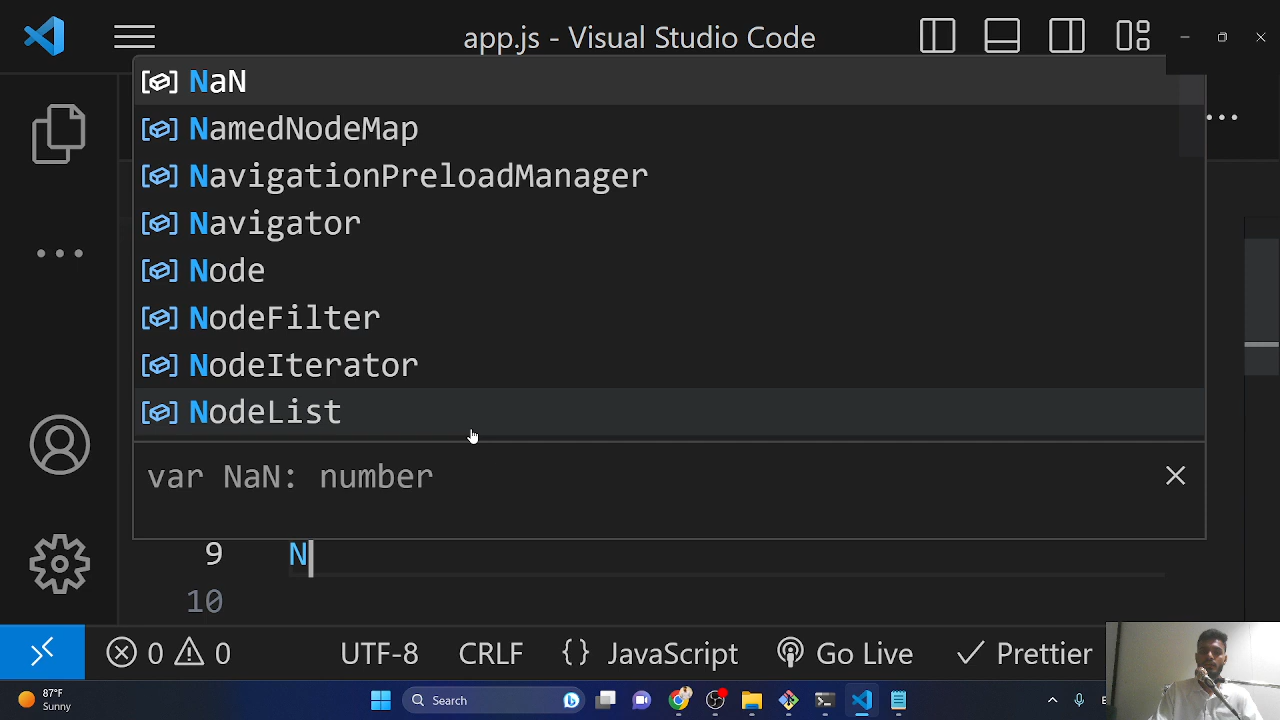 app.js - Visual Studio Code
NaN
NamedNodeMap
NavigationPreloadManager
Navigator
Node
NodeFilter
NodeIterator
NodeList
var NaN: number
9 N
10
0 0 UTF-8 CRLF {} JavaScript Go Live Prettier
87°F
Sunny
Search